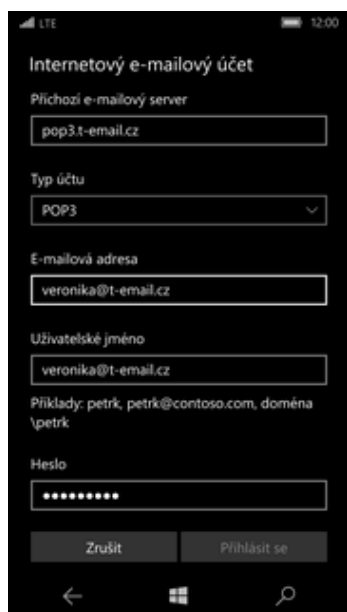 LTE 12:00
Internetový e-mailový účet
Příchozí e-mailový server
pop3.t-email.cz
Typ účtu
POP3
E-mailová adresa
veronika@t-email.cz
Uživatelské jméno
veronika@t-email.cz
Příklady: petrk, petrk@contoso.com, doména
\petrk
Heslo
•••••••••
Zrušit Přihlásit se